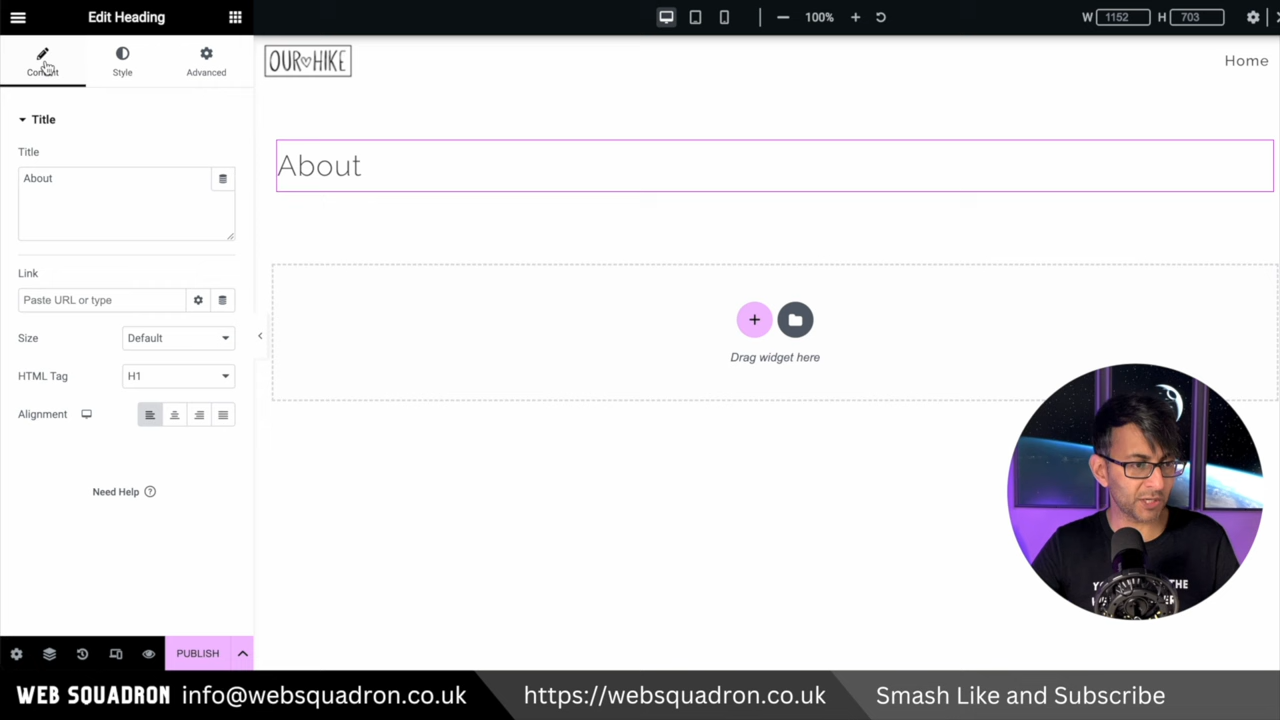 Edit Heading
100%
W 1152 H 703
Content
Style
Advanced
OUR♡HIKE
Home
Title
Title
About
About
Link
Paste URL or type
Size
Default
HTML Tag
H1
Alignment
Drag widget here
Need Help ?
PUBLISH
WEB SQUADRON info@websquadron.co.uk https://websquadron.co.uk Smash Like and Subscribe